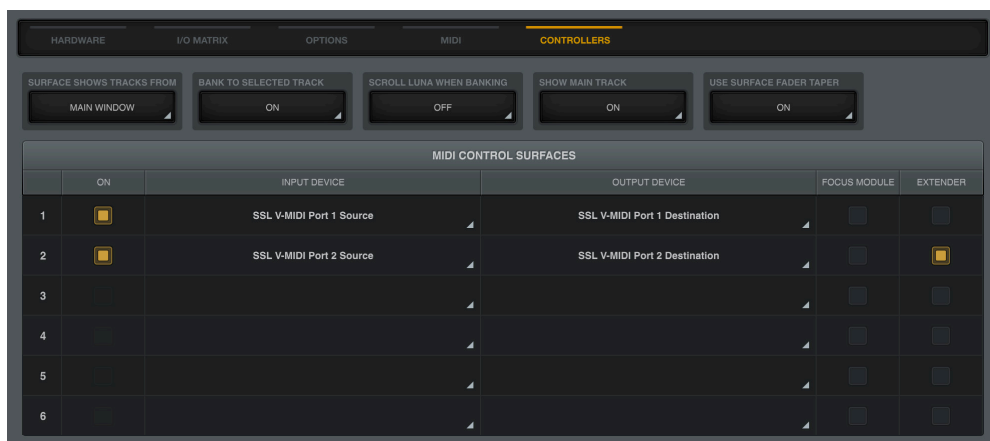 HARDWARE I/O MATRIX OPTIONS MIDI CONTROLLERS
SURFACE SHOWS TRACKS FROM BANK TO SELECTED TRACK SCROLL LUNA WHEN BANKING SHOW MAIN TRACK USE SURFACE FADER TAPER
MAIN WINDOW ON OFF ON ON
MIDI CONTROL SURFACES
ON INPUT DEVICE OUTPUT DEVICE FOCUS MODULE EXTENDER
1 SSL V-MIDI Port 1 Source SSL V-MIDI Port 1 Destination
2 SSL V-MIDI Port 2 Source SSL V-MIDI Port 2 Destination
3
4
5
6